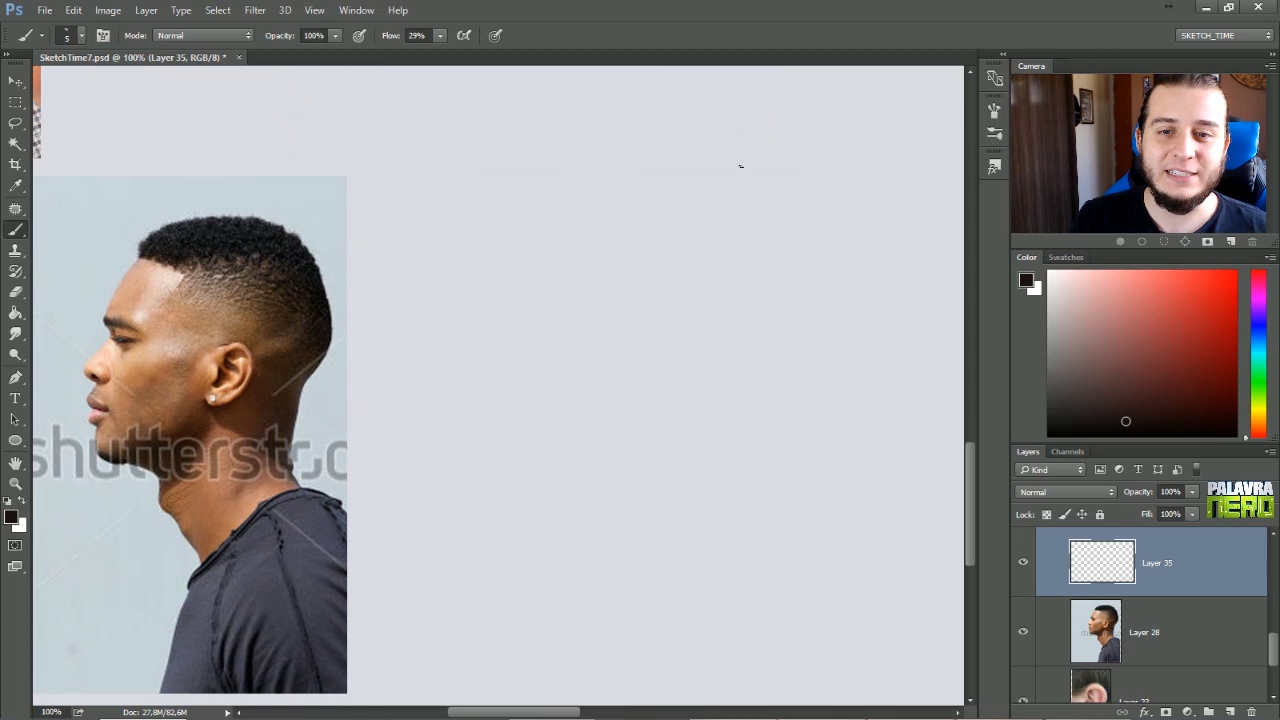 Ps File Edit Image Layer Type Select Filter 3D View Window Help
5 Mode: Normal Opacity: 100% Flow: 29% SKETCH_TIME
SketchTime7.psd @ 100% (Layer 35, RGB/8) * ×
Camera
shutterst
Color Swatches
Layers Channels
Kind
Normal Opacity: 100%
Lock: Fill: 100%
PALAVRA
NERD
Layer 35
Layer 28
100% Doc: 27,8M/82,6M